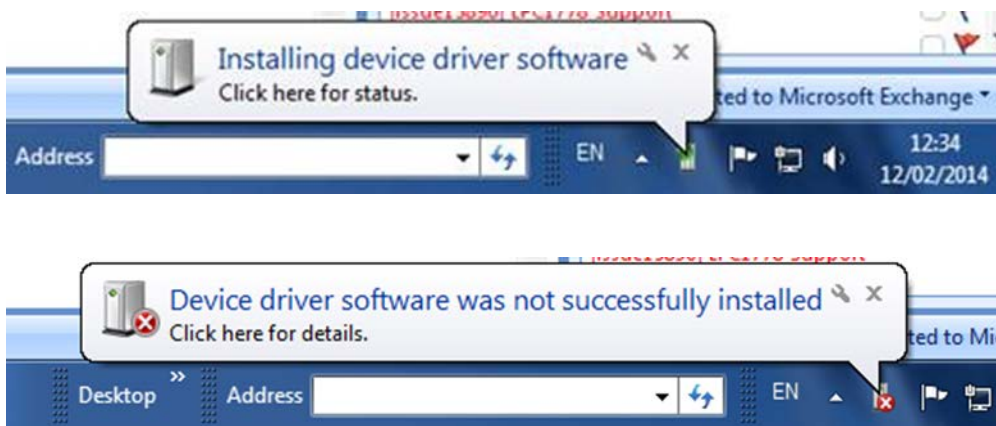 Installing device driver software
Click here for status.
ted to Microsoft Exchange
Address
EN
12:34
12/02/2014
Device driver software was not successfully installed
Click here for details.
ted to Mi
Desktop
Address
EN